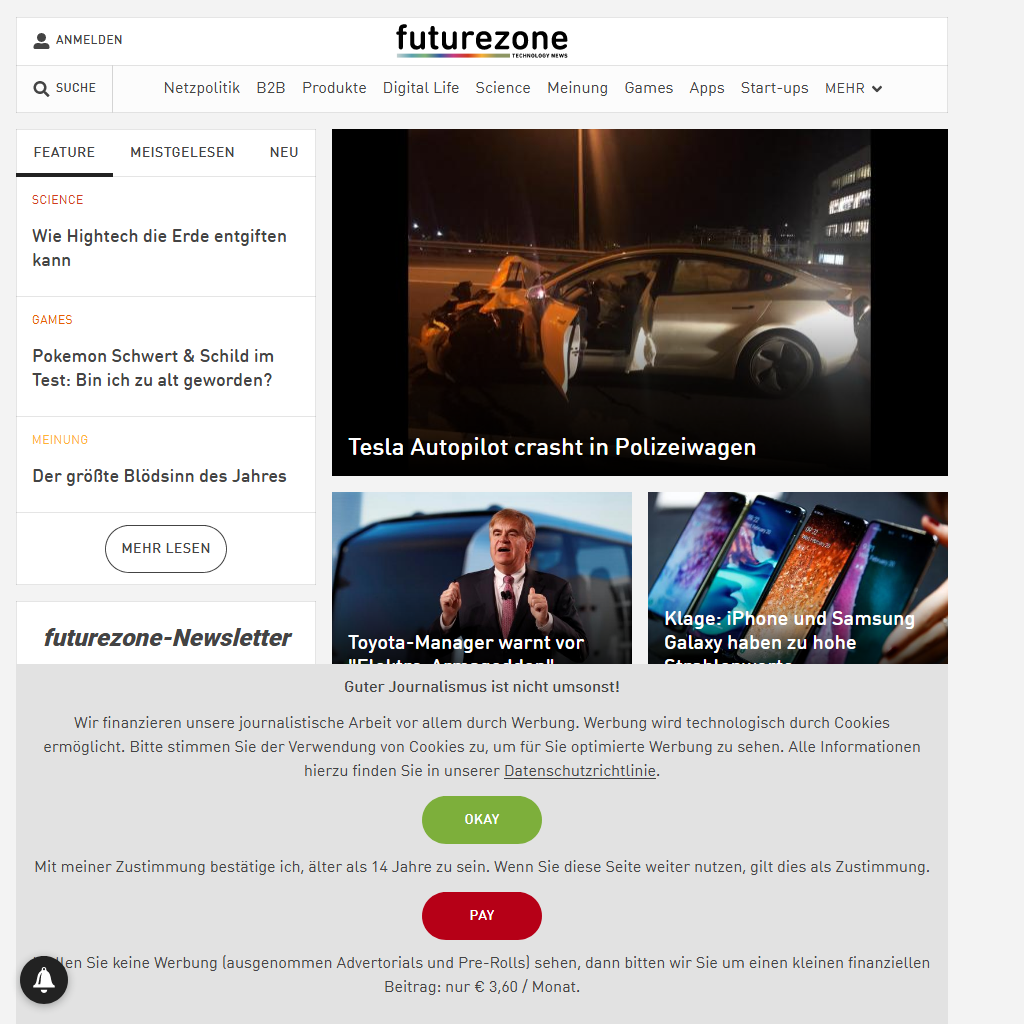 ANMELDEN
futurezone
TECHNOLOGY NEWS
SUCHE
Netzpolitik B2B Produkte Digital Life Science Meinung Games Apps Start-ups MEHR
FEATURE MEISTGELESEN NEU
SCIENCE
Wie Hightech die Erde entgiften
kann
GAMES
Pokemon Schwert & Schild im
Test: Bin ich zu alt geworden?
MEINUNG
Der größte Blödsinn des Jahres
MEHR LESEN
futurezone-Newsletter
Tesla Autopilot crasht in Polizeiwagen
Toyota-Manager warnt vor
"Elektro-Armageddon"
Klage: iPhone und Samsung
Galaxy haben zu hohe
Strahlenwerte
Guter Journalismus ist nicht umsonst!
Wir finanzieren unsere journalistische Arbeit vor allem durch Werbung. Werbung wird technologisch durch Cookies
ermöglicht. Bitte stimmen Sie der Verwendung von Cookies zu, um für Sie optimierte Werbung zu sehen. Alle Informationen
hierzu finden Sie in unserer Datenschutzrichtlinie.
OKAY
Mit meiner Zustimmung bestätige ich, älter als 14 Jahre zu sein. Wenn Sie diese Seite weiter nutzen, gilt dies als Zustimmung.
PAY
Sie keine Werbung (ausgenommen Advertorials und Pre-Rolls) sehen, dann bitten wir Sie um einen kleinen finanziellen
Beitrag: nur € 3,60 / Monat.